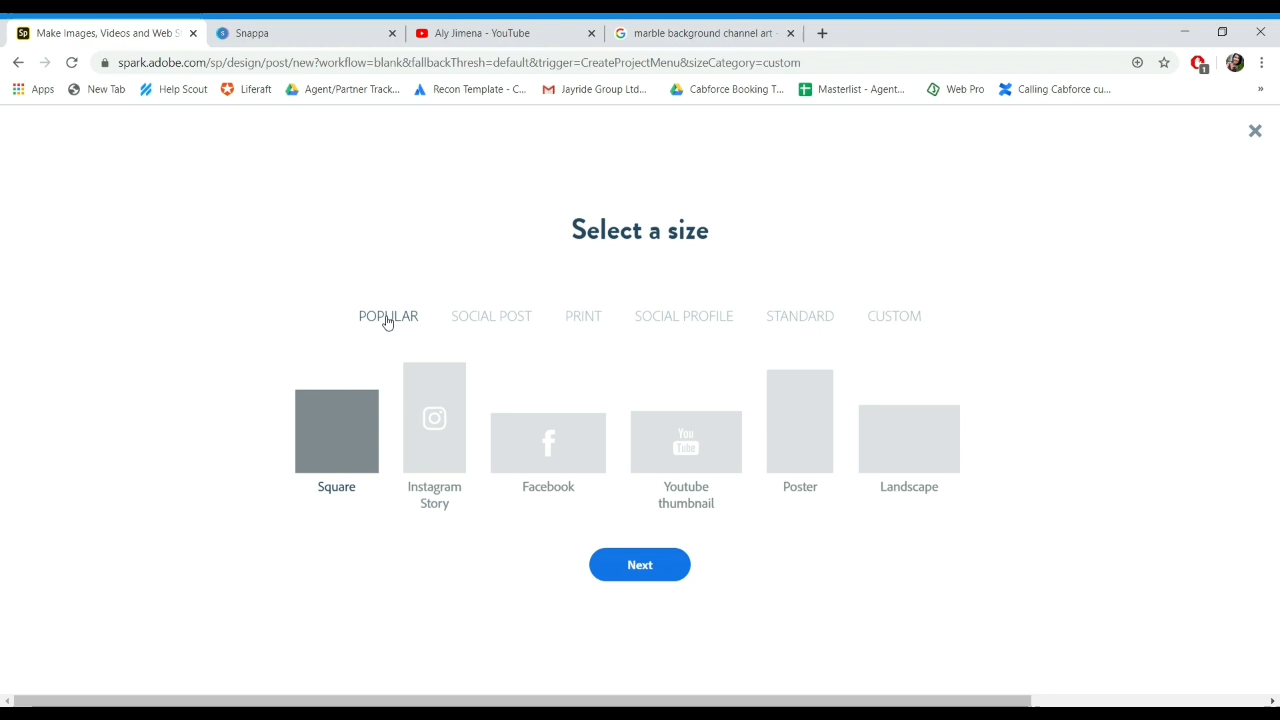 Make Images, Videos and Web S
Snappa
Aly Jimena - YouTube
marble background channel art -
spark.adobe.com/sp/design/post/new?workflow=blank&fallbackThresh=default&trigger=CreateProjectMenu&sizeCategory=custom
Apps
New Tab
Help Scout
Liferaft
Agent/Partner Track...
Recon Template - C...
Jayride Group Ltd...
Cabforce Booking T...
Masterlist - Agent...
Web Pro
Calling Cabforce cu...
Select a size
POPULAR
SOCIAL POST
PRINT
SOCIAL PROFILE
STANDARD
CUSTOM
You
Tube
Square
Instagram
Story
Facebook
Youtube
thumbnail
Poster
Landscape
Next